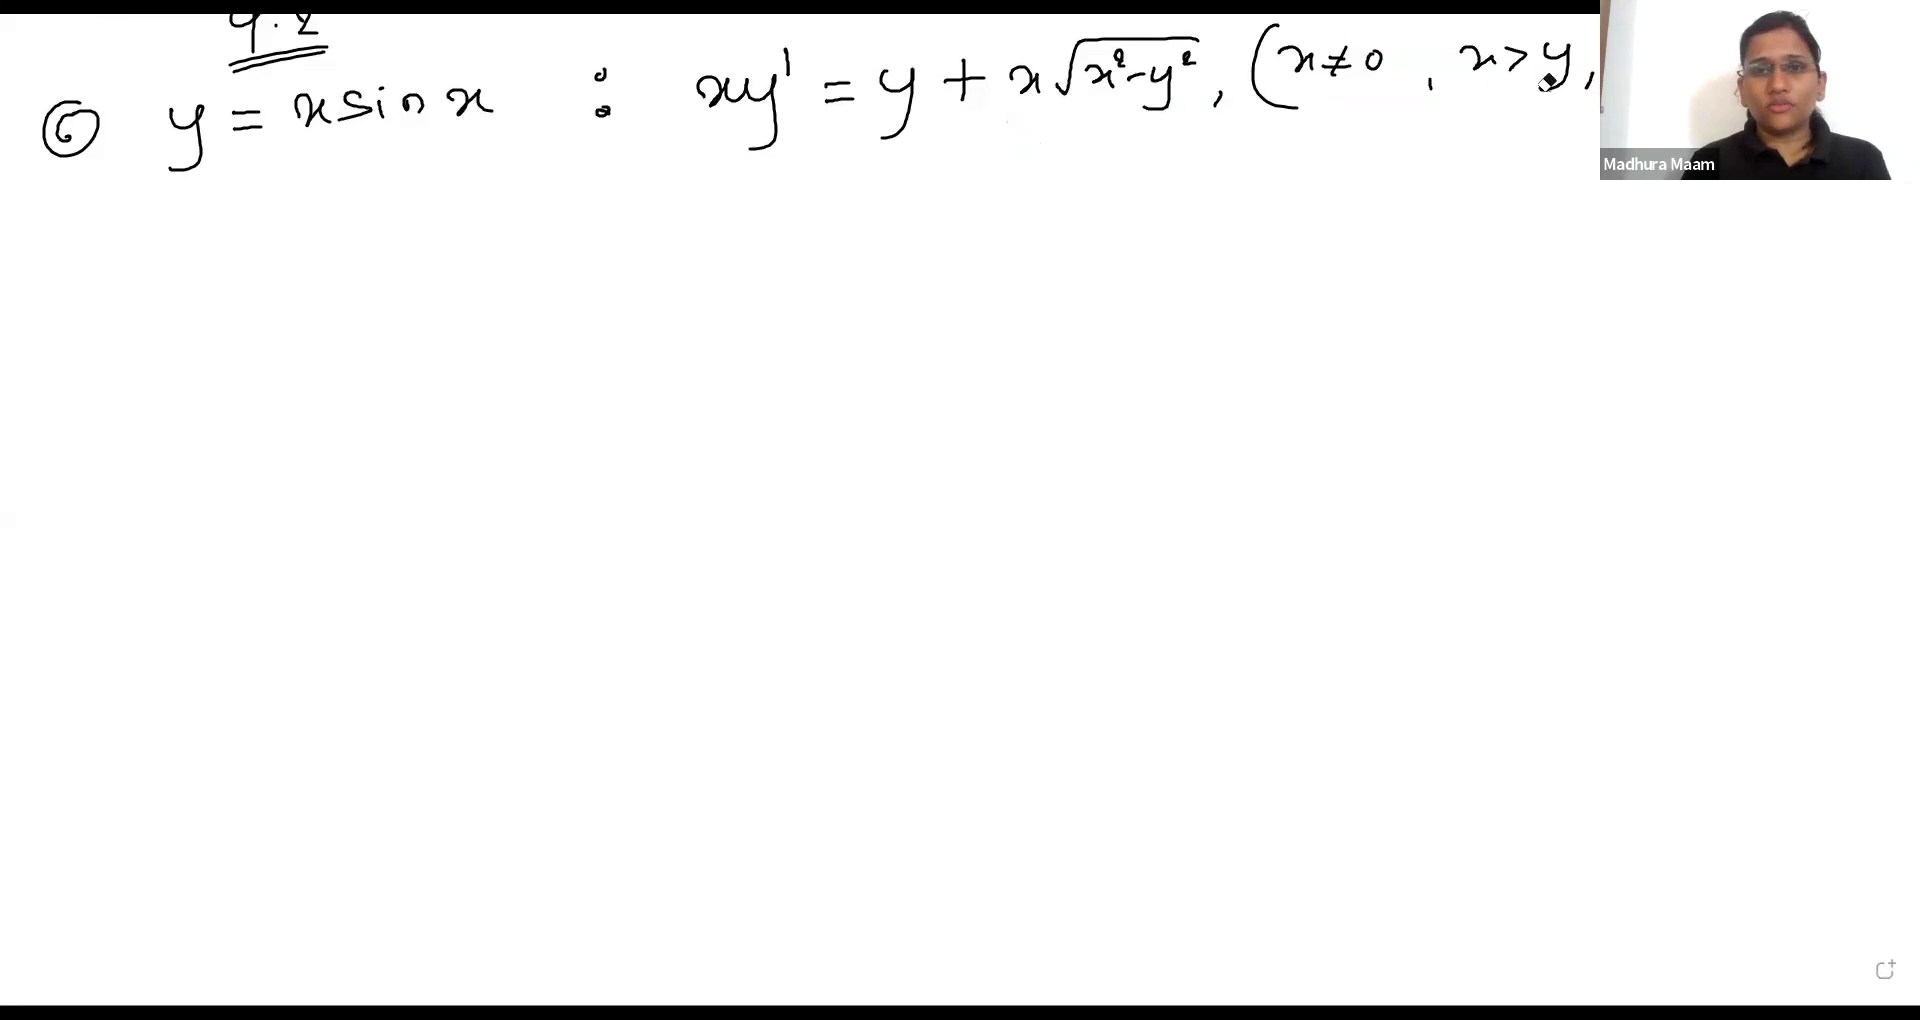 9.2
⑥ y = x sin x : xy' = y + x√(x²-y²), (x≠0, x>y,
Madhura Maam